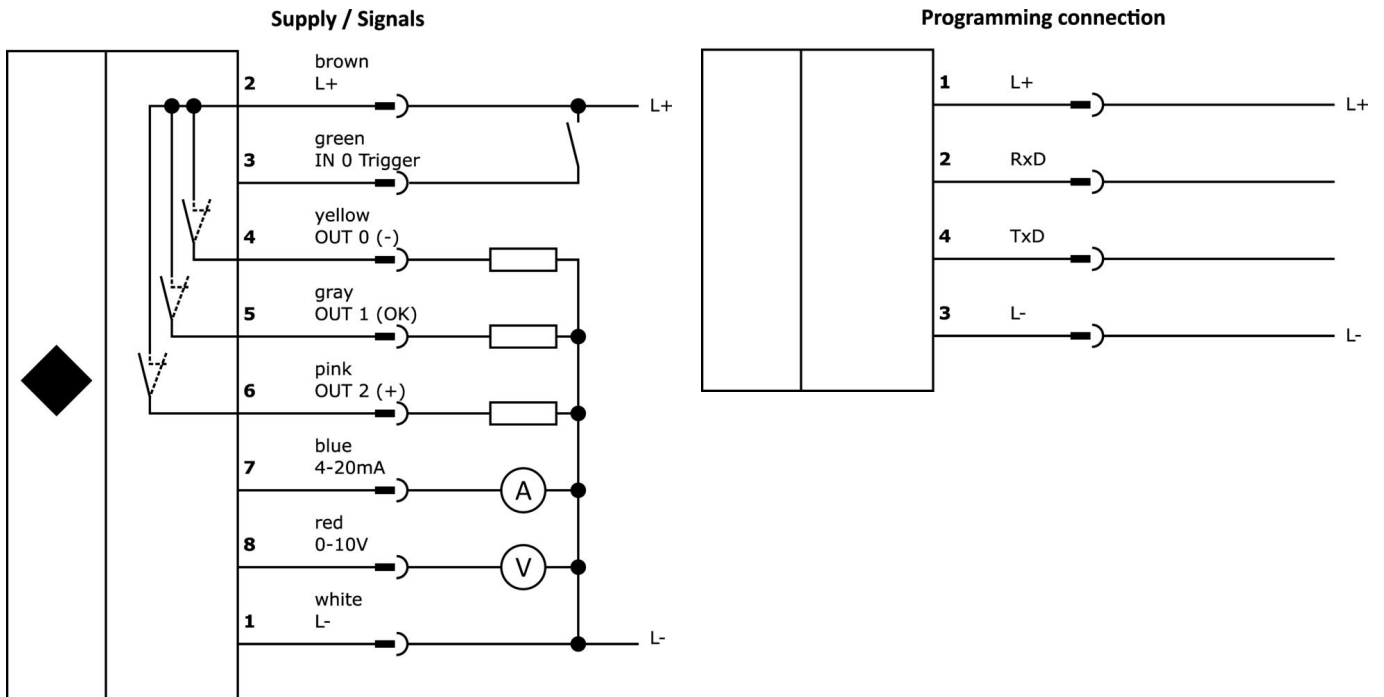 Supply / Signals
brown
2 L+
L+
green
3 IN 0 Trigger
yellow
4 OUT 0 (-)
gray
5 OUT 1 (OK)
pink
6 OUT 2 (+)
blue
7 4-20mA
A
red
8 0-10V
V
white
1 L-
L-
Programming connection
1 L+
L+
2 RxD
4 TxD
3 L-
L-